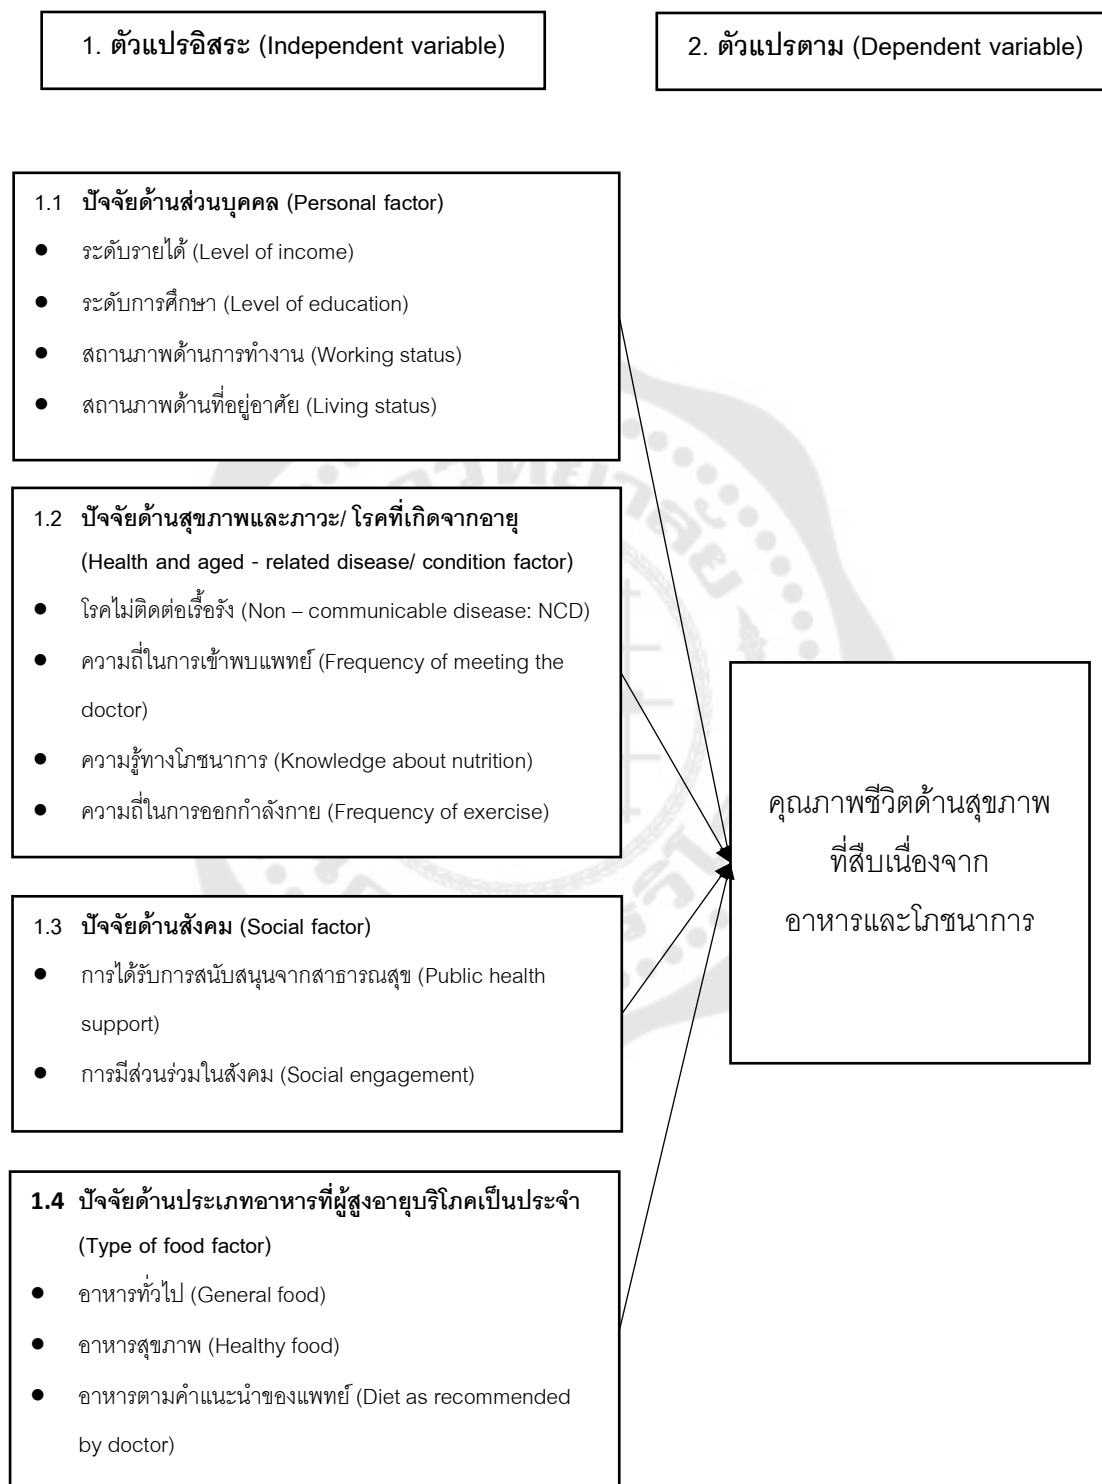 1. ตัวแปรอิสระ (Independent variable)
2. ตัวแปรตาม (Dependent variable)
1.1 ปัจจัยด้านส่วนบุคคล (Personal factor)
● ระดับรายได้ (Level of income)
● ระดับการศึกษา (Level of education)
● สถานภาพด้านการทำงาน (Working status)
● สถานภาพด้านที่อยู่อาศัย (Living status)
1.2 ปัจจัยด้านสุขภาพและภาวะ/ โรคที่เกิดจากอายุ
(Health and aged - related disease/ condition factor)
● โรคไม่ติดต่อเรื้อรัง (Non – communicable disease: NCD)
● ความถี่ในการเข้าพบแพทย์ (Frequency of meeting the
doctor)
● ความรู้ทางโภชนาการ (Knowledge about nutrition)
● ความถี่ในการออกกำลังกาย (Frequency of exercise)
1.3 ปัจจัยด้านสังคม (Social factor)
● การได้รับการสนับสนุนจากสาธารณสุข (Public health
support)
● การมีส่วนร่วมในสังคม (Social engagement)
1.4 ปัจจัยด้านประเภทอาหารที่ผู้สูงอายุบริโภคเป็นประจำ
(Type of food factor)
● อาหารทั่วไป (General food)
● อาหารสุขภาพ (Healthy food)
● อาหารตามคำแนะนำของแพทย์ (Diet as recommended
by doctor)
คุณภาพชีวิตด้านสุขภาพ
ที่สืบเนื่องจาก
อาหารและโภชนาการ